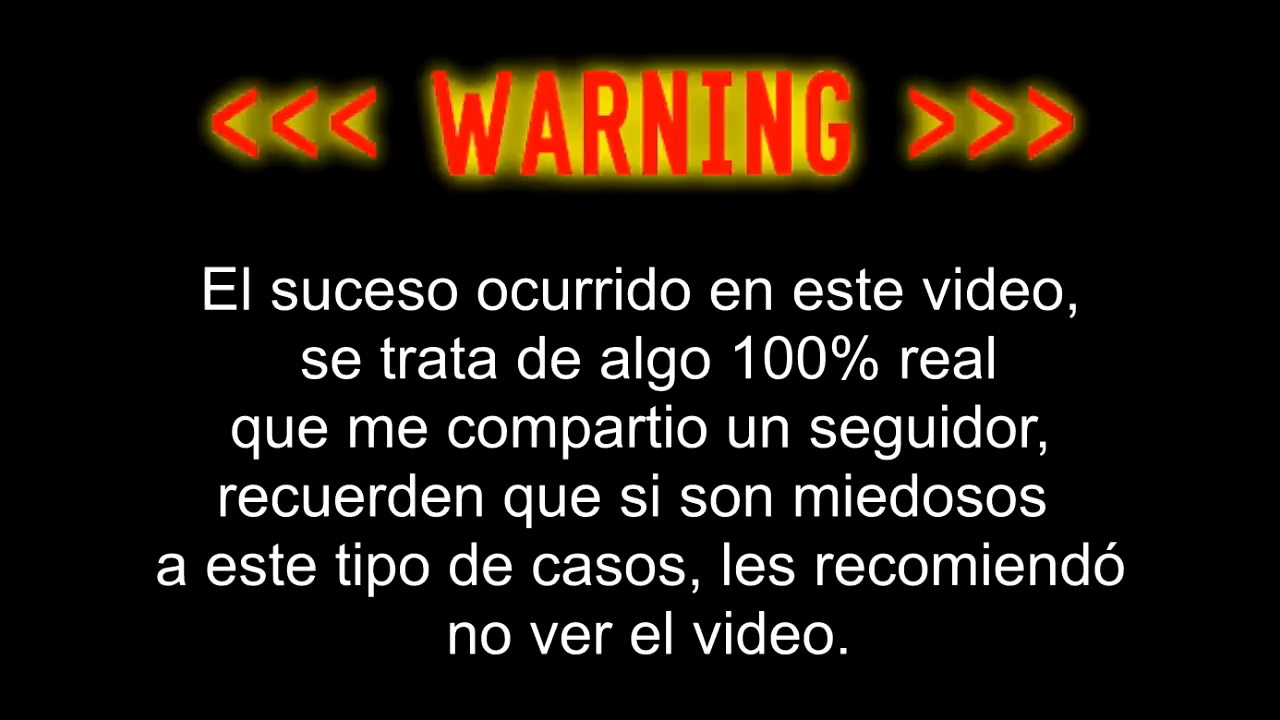 <<< WARNING >>>
El suceso ocurrido en este video,
se trata de algo 100% real
que me compartio un seguidor,
recuerden que si son miedosos
a este tipo de casos, les recomiendó
no ver el video.